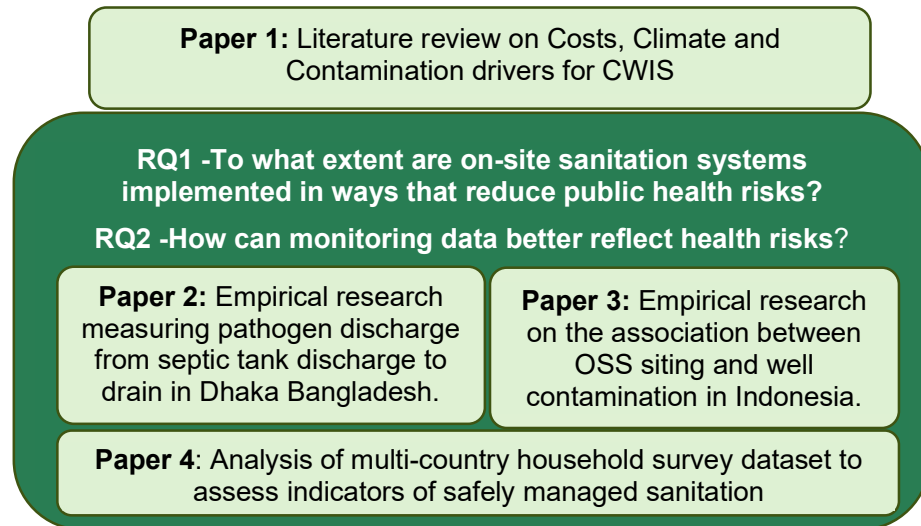 Paper 1: Literature review on Costs, Climate and
Contamination drivers for CWIS
RQ1 -To what extent are on-site sanitation systems
implemented in ways that reduce public health risks?
RQ2 -How can monitoring data better reflect health risks?
Paper 2: Empirical research
measuring pathogen discharge
from septic tank discharge to
drain in Dhaka Bangladesh.
Paper 3: Empirical research
on the association between
OSS siting and well
contamination in Indonesia.
Paper 4: Analysis of multi-country household survey dataset to
assess indicators of safely managed sanitation